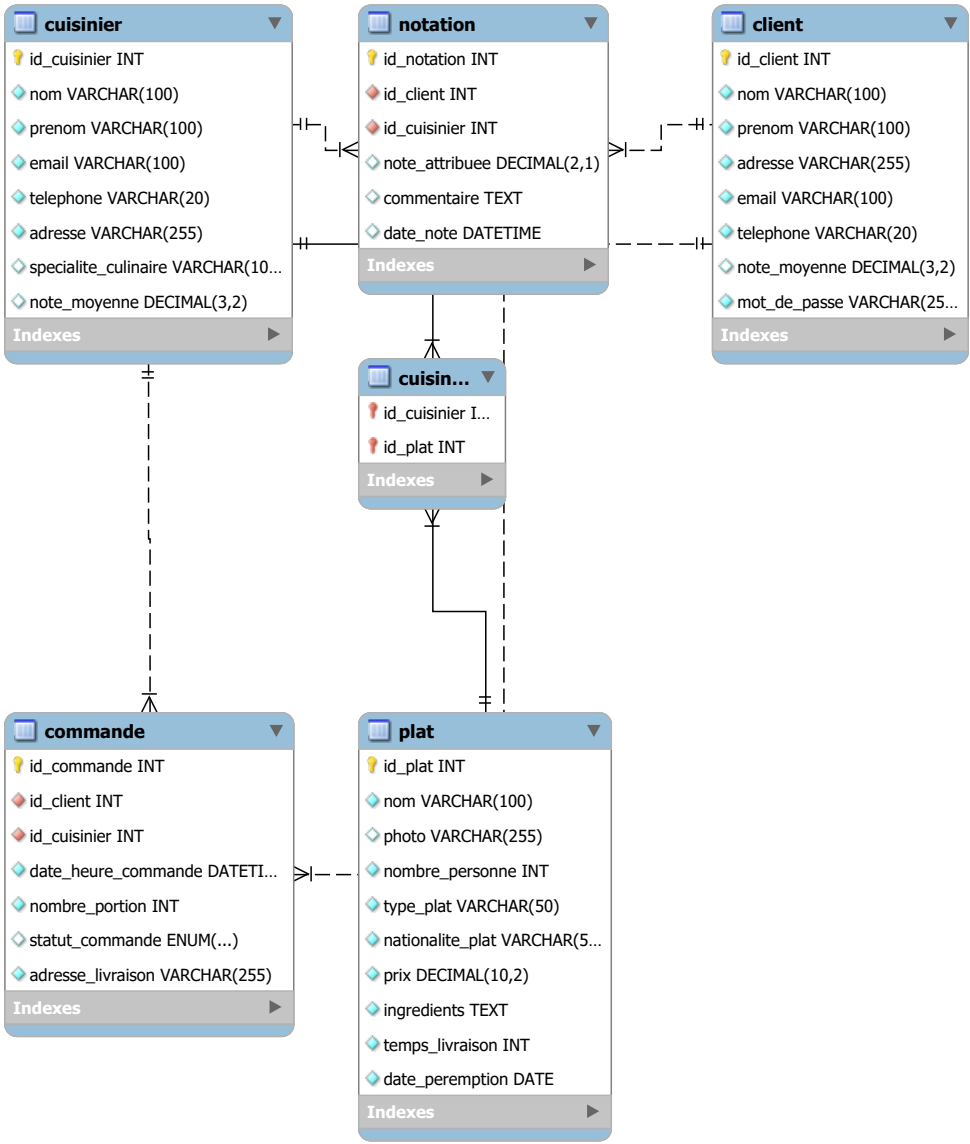 cuisinier
id_cuisinier INT
nom VARCHAR(100)
prenom VARCHAR(100)
email VARCHAR(100)
telephone VARCHAR(20)
adresse VARCHAR(255)
specialite_culinaire VARCHAR(10...
note_moyenne DECIMAL(3,2)
Indexes
notation
id_notation INT
id_client INT
id_cuisinier INT
note_attribuee DECIMAL(2,1)
commentaire TEXT
date_note DATETIME
Indexes
client
id_client INT
nom VARCHAR(100)
prenom VARCHAR(100)
adresse VARCHAR(255)
email VARCHAR(100)
telephone VARCHAR(20)
note_moyenne DECIMAL(3,2)
mot_de_passe VARCHAR(25...
Indexes
cuisin...
id_cuisinier I...
id_plat INT
Indexes
commande
id_commande INT
id_client INT
id_cuisinier INT
date_heure_commande DATETI...
nombre_portion INT
statut_commande ENUM(...)
adresse_livraison VARCHAR(255)
Indexes
plat
id_plat INT
nom VARCHAR(100)
photo VARCHAR(255)
nombre_personne INT
type_plat VARCHAR(50)
nationalite_plat VARCHAR(5...
prix DECIMAL(10,2)
ingredients TEXT
temps_livraison INT
date_peremption DATE
Indexes